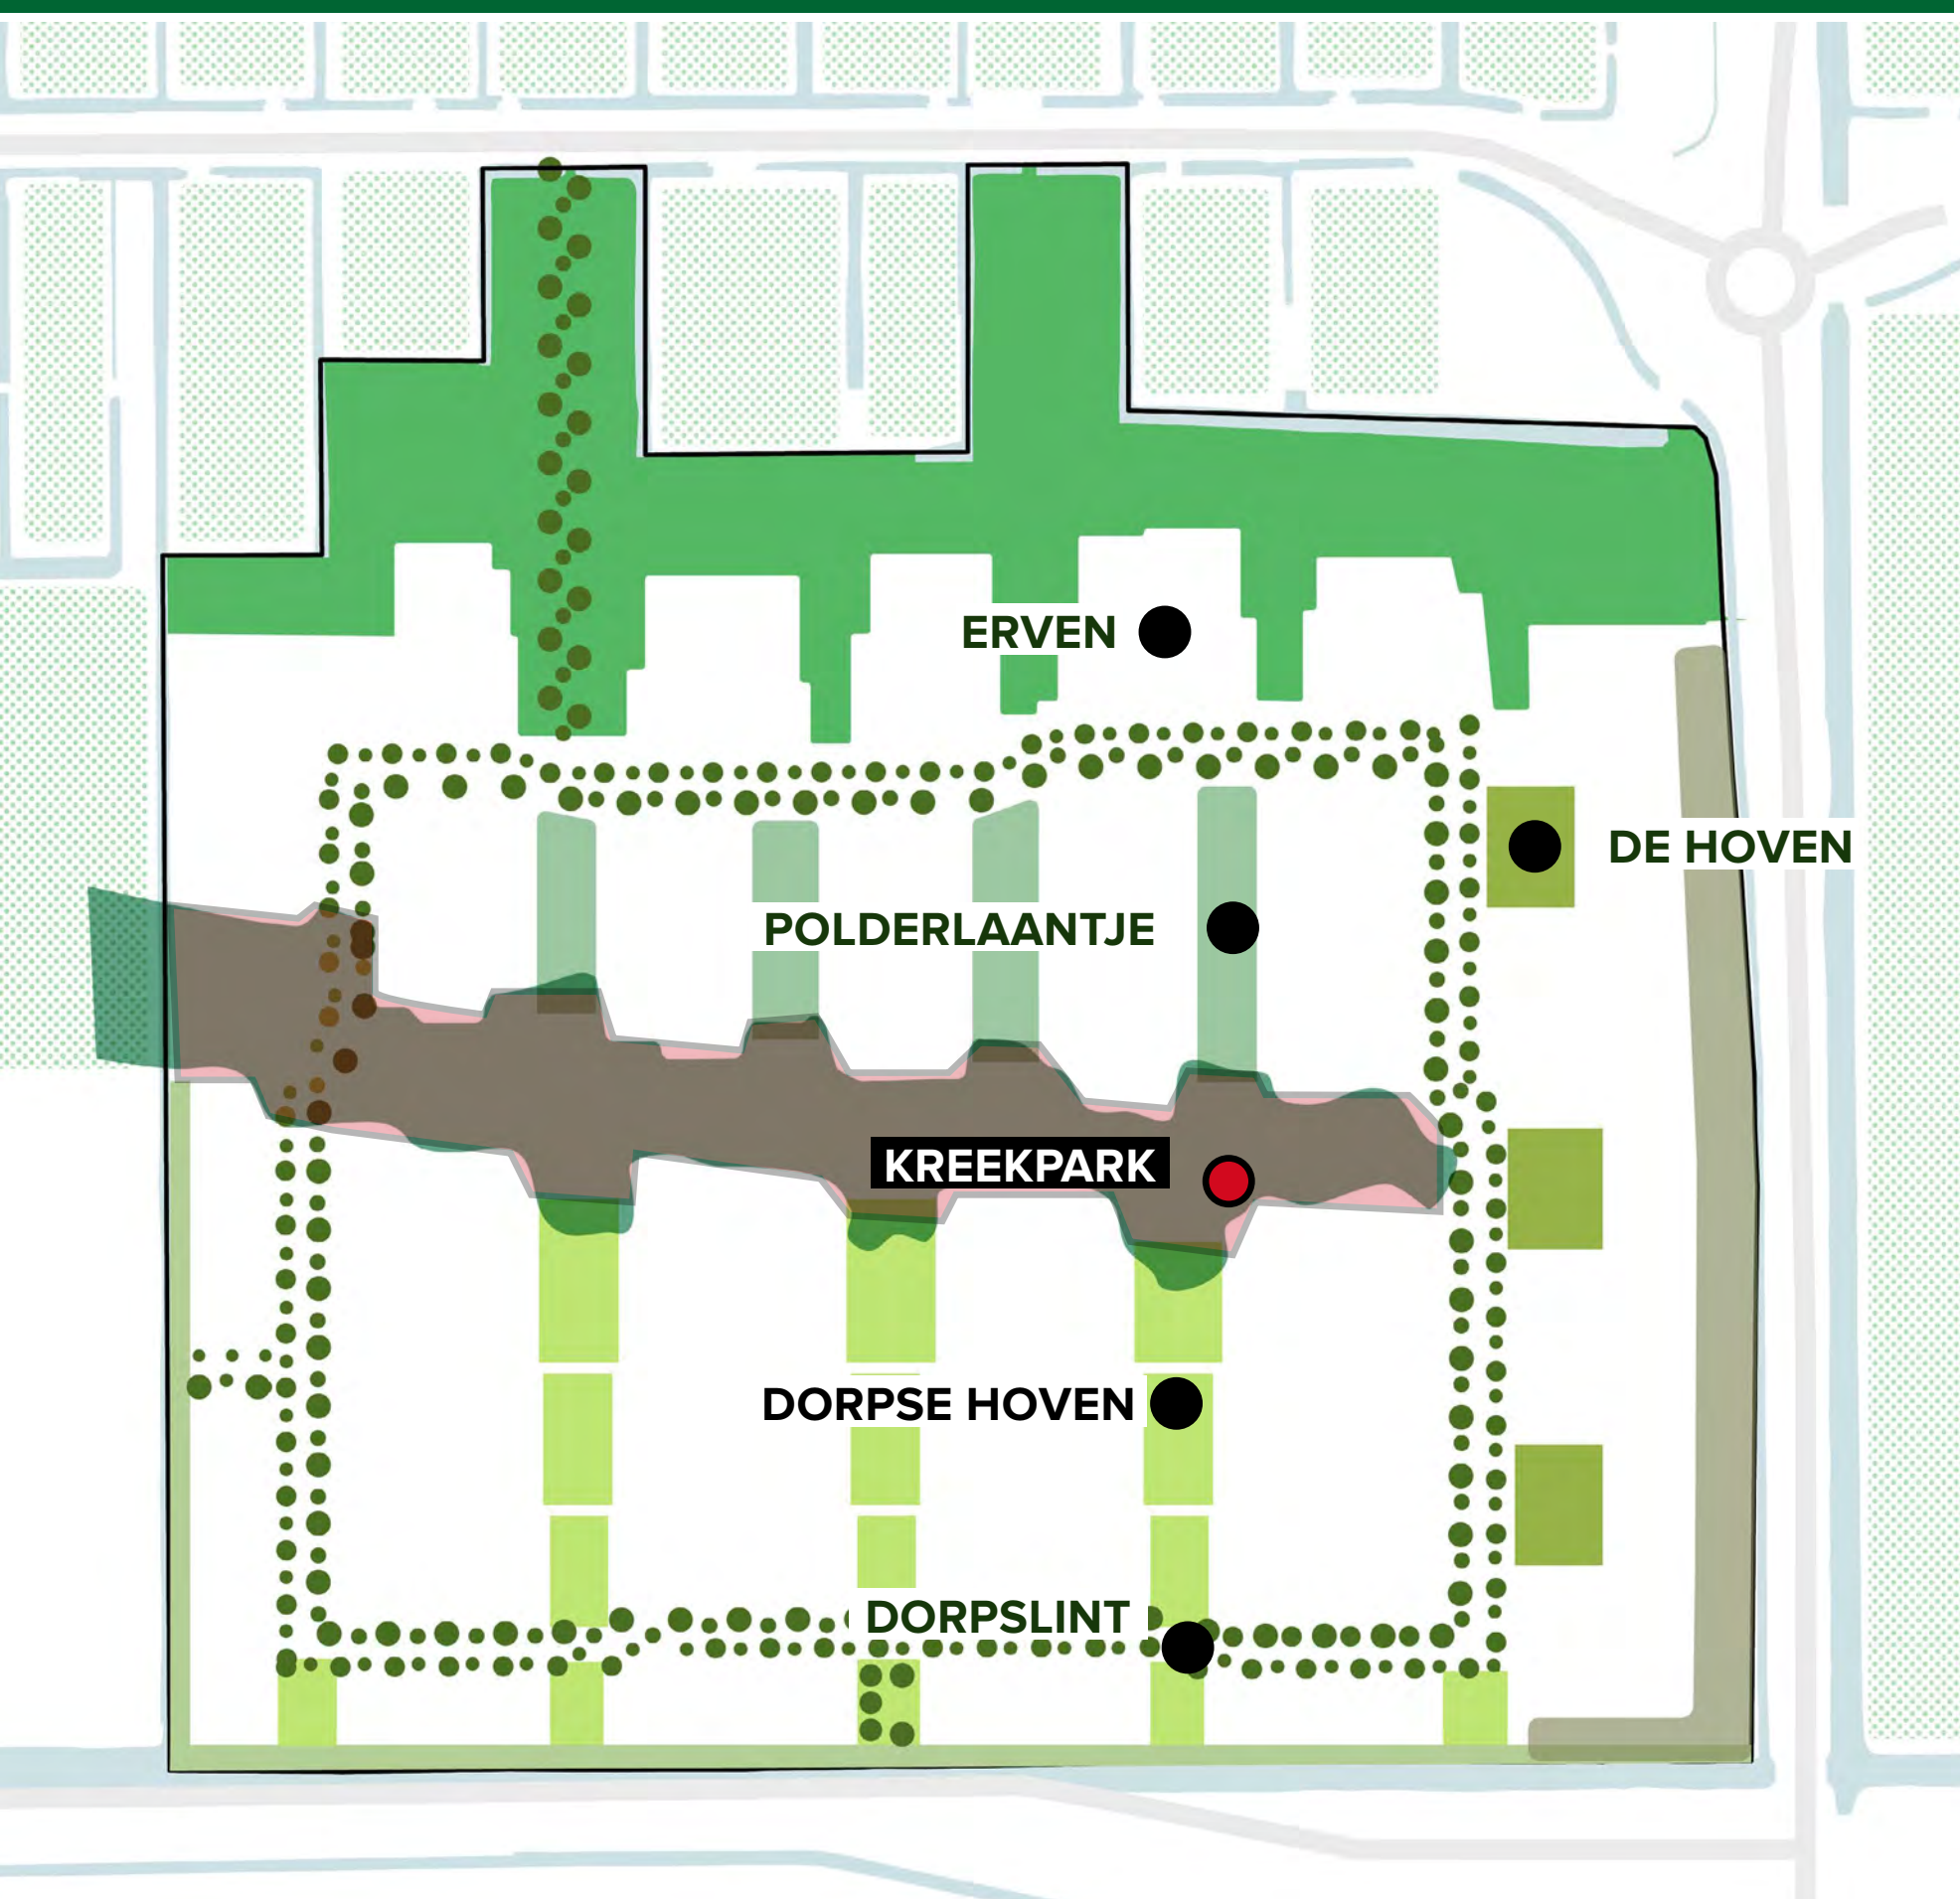 ERVEN
DE HOVEN
POLDERLAANTJE
KREEKPARK
DORPSE HOVEN
DORPSLINT